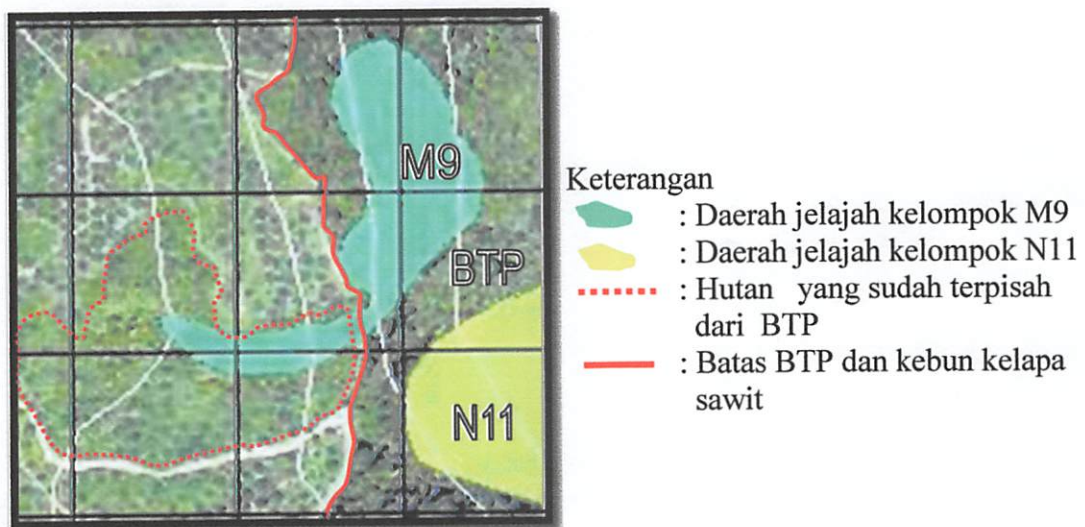 M9
BTP
N11
Keterangan
: Daerah jelajah kelompok M9
: Daerah jelajah kelompok N11
: Hutan yang sudah terpisah
dari BTP
: Batas BTP dan kebun kelapa
sawit